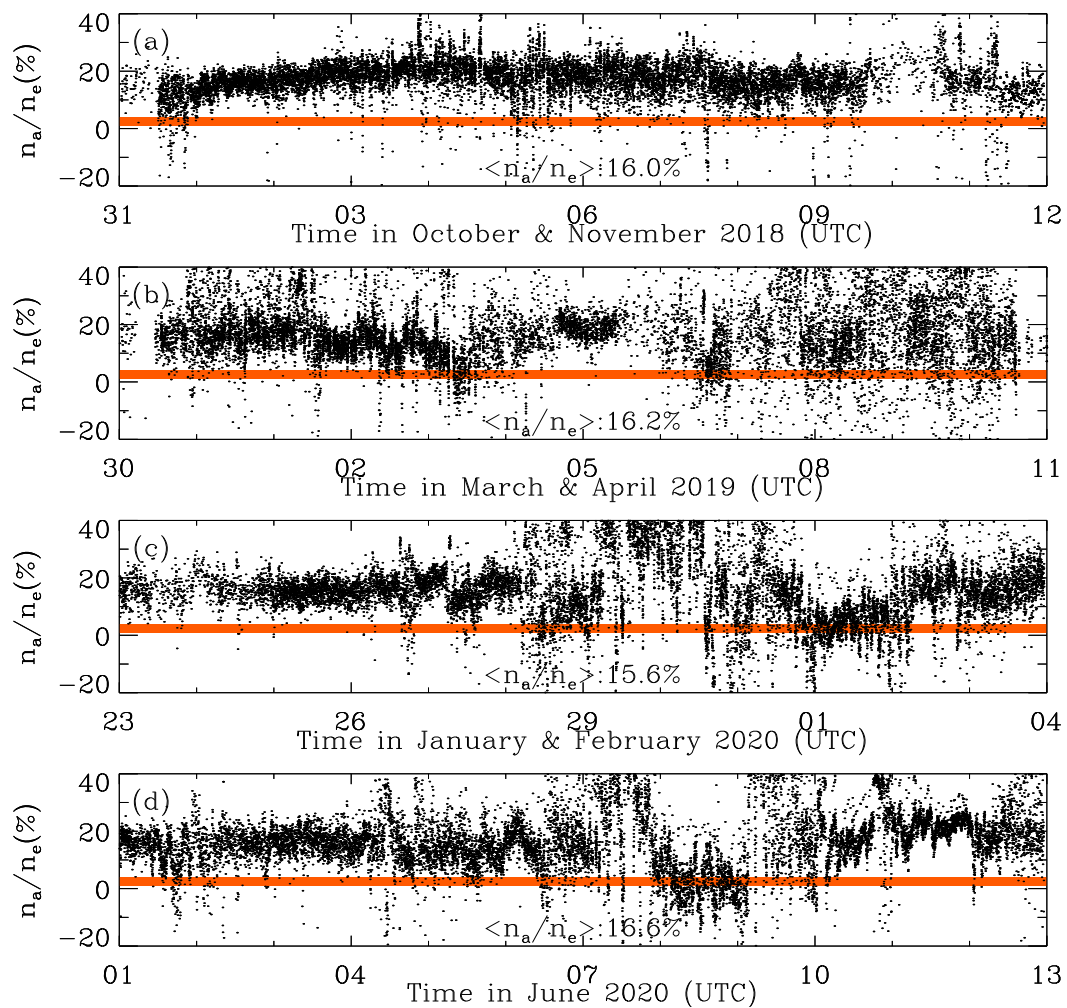 40
20
0
−20
n_a/n_e(%)
(a)
<n_a/n_e>:16.0%
31 03 06 09 12
Time in October & November 2018 (UTC)
40
20
0
−20
n_a/n_e(%)
(b)
<n_a/n_e>:16.2%
30 02 05 08 11
Time in March & April 2019 (UTC)
40
20
0
−20
n_a/n_e(%)
(c)
<n_a/n_e>:15.6%
23 26 29 01 04
Time in January & February 2020 (UTC)
40
20
0
−20
n_a/n_e(%)
(d)
<n_a/n_e>:16.6%
01 04 07 10 13
Time in June 2020 (UTC)